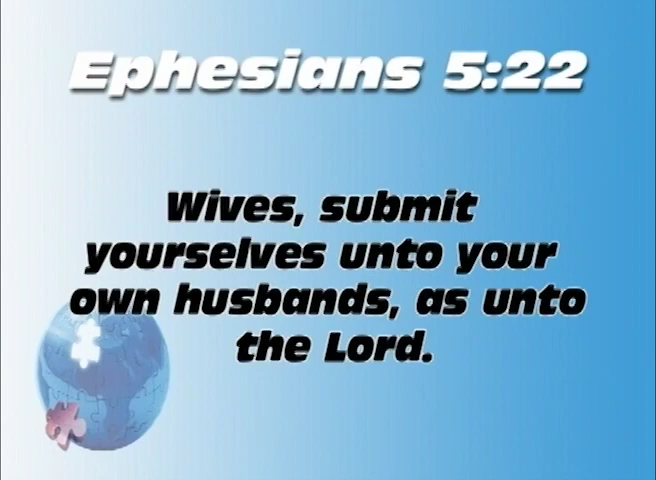 Ephesians 5:22
Wives, submit
yourselves unto your
own husbands, as unto
the Lord.